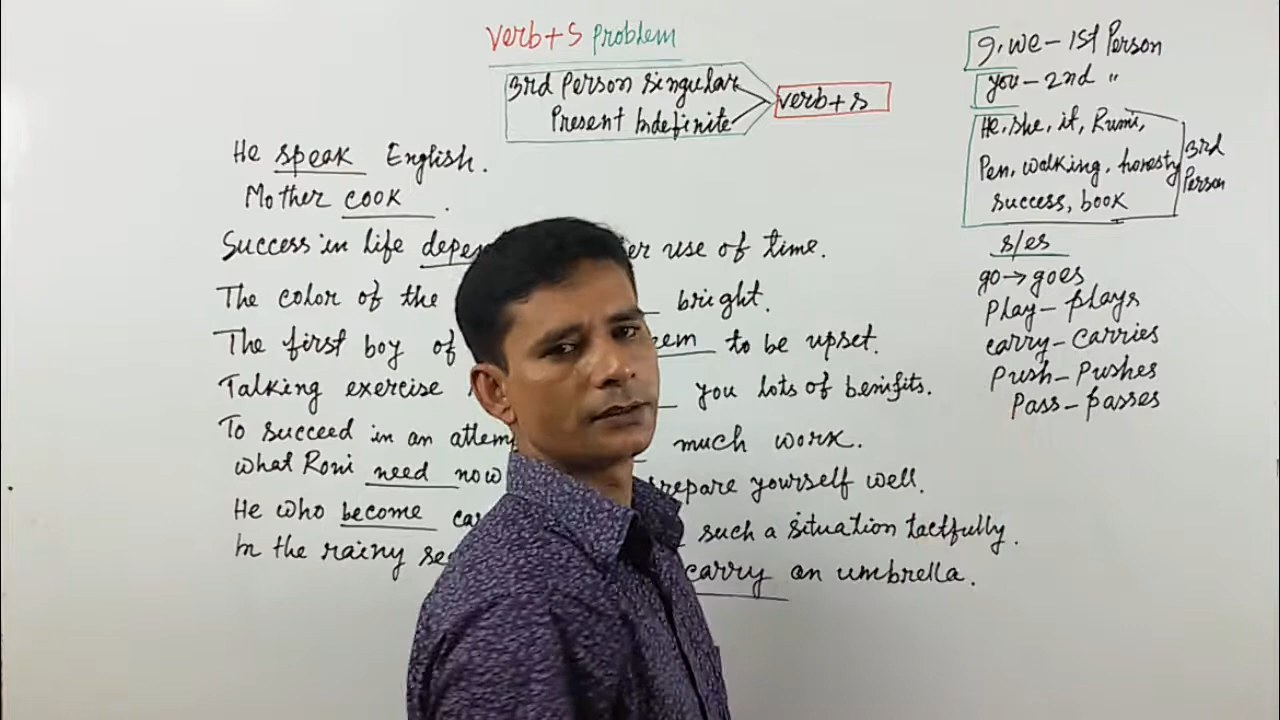 verb+s problem
3rd person singular
Present Indefinite
verb+s
He speak English.
Mother cook .
Success in life use of time.
The color of the bright.
The first boy of to be upset.
Talking exercise you lots of benifits.
To succeed in an much work.
what Roni need now prepare yourself well.
He who become such a situation tactfully.
In the rainy carry an umbrella.
I, we - 1st Person
you - 2nd "
He, she, it, Rumi,
Pen, walking, honesty
success, book
3rd
Person
s/es
go → goes
Play - plays
carry - carries
Push - Pushes
Pass - passes